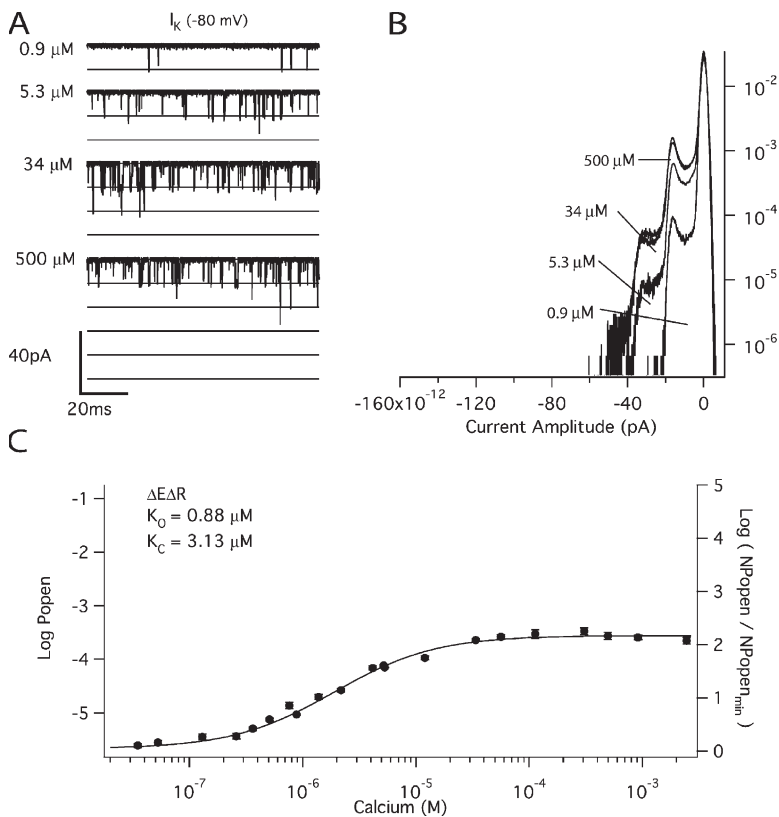 A
I_K (-80 mV)
0.9 μM
5.3 μM
34 μM
500 μM
40pA
20ms
B
500 μM
34 μM
5.3 μM
0.9 μM
10⁻²
10⁻³
10⁻⁴
10⁻⁵
10⁻⁶
-160x10⁻¹² -120 -80 -40 0
Current Amplitude (pA)
C
ΔEΔR
K_O = 0.88 μM
K_C = 3.13 μM
Log Popen
-1
-2
-3
-4
-5
5
4
3
2
1
0
Log ( NPopen / NPopen_min )
10⁻⁷ 10⁻⁶ 10⁻⁵ 10⁻⁴ 10⁻³
Calcium (M)